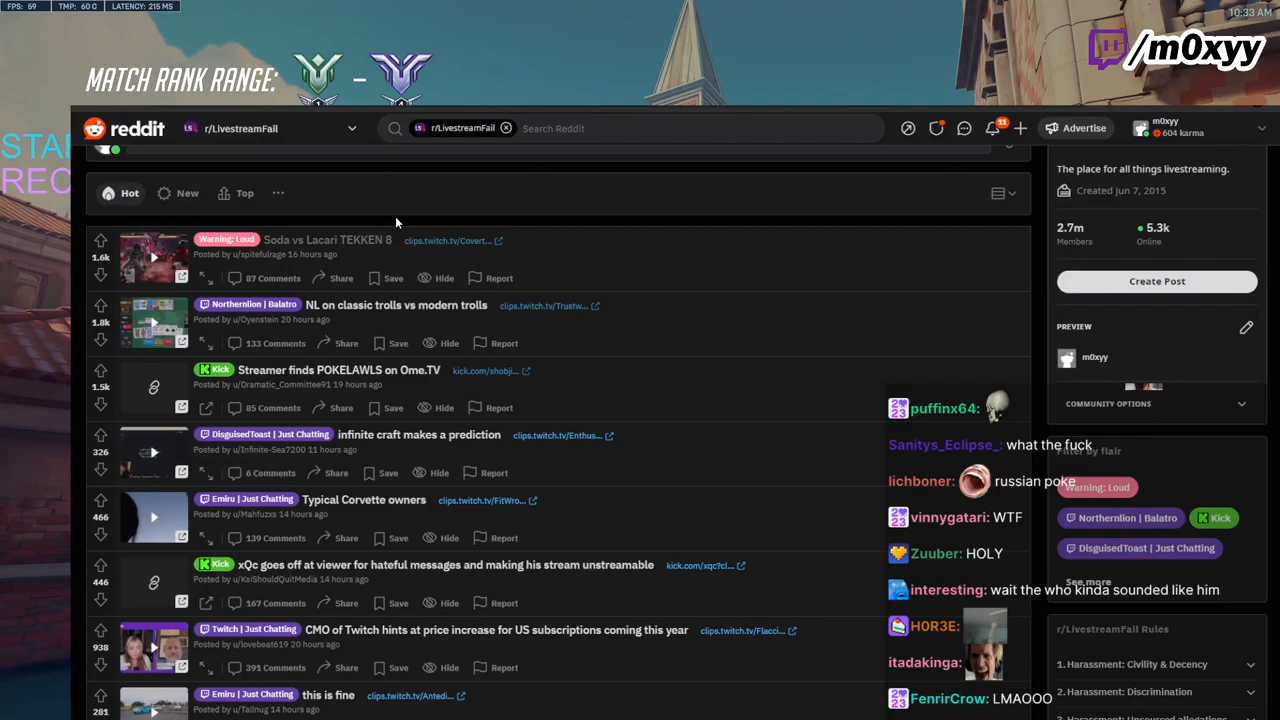 FPS: 59 TMP: 60 C LATENCY: 215 MS
10:33 AM
/m0xyy
MATCH RANK RANGE: –
1 4
reddit r/LivestreamFail r/LivestreamFail Search Reddit 11 Advertise m0xyy
604 karma
STAR
REC
Hot New Top
The place for all things livestreaming.
Created Jun 7, 2015
2.7m 5.3k
Members Online
Create Post
PREVIEW
m0xyy
COMMUNITY OPTIONS
Filter by flair
Warning: Loud
Northernlion | Balatro Kick
DisguisedToast | Just Chatting
See more
r/LivestreamFail Rules
1. Harassment: Civility & Decency
2. Harassment: Discrimination
1.6k
Warning: Loud Soda vs Lacari TEKKEN 8 clips.twitch.tv/Covert...
Posted by u/spitefulrage 16 hours ago
87 Comments Share Save Hide Report
1.8k
Northernlion | Balatro NL on classic trolls vs modern trolls clips.twitch.tv/Trustw...
Posted by u/Oyenstein 20 hours ago
133 Comments Share Save Hide Report
1.5k
Kick Streamer finds POKELAWLS on Ome.TV kick.com/shobji...
Posted by u/Dramatic_Committee91 19 hours ago
85 Comments Share Save Hide Report
326
DisguisedToast | Just Chatting infinite craft makes a prediction clips.twitch.tv/Enthus...
Posted by u/Infinite-Sea7200 11 hours ago
6 Comments Share Save Hide Report
466
Emiru | Just Chatting Typical Corvette owners clips.twitch.tv/FitWro...
Posted by u/Mahfuzxs 14 hours ago
139 Comments Share Save Hide Report
446
Kick xQc goes off at viewer for hateful messages and making his stream unstreamable kick.com/xqc?cl...
Posted by u/KsiShouldQuitMedia 14 hours ago
167 Comments Share Save Hide Report
938
Twitch | Just Chatting CMO of Twitch hints at price increase for US subscriptions coming this year clips.twitch.tv/Flacci...
Posted by u/lovebeat619 20 hours ago
391 Comments Share Save Hide Report
281
Emiru | Just Chatting this is fine clips.twitch.tv/Antedi...
Posted by u/Tallnug 14 hours ago
puffinx64:
Sanitys_Eclipse_: what the fuck
lichboner: russian poke
vinnygatari: WTF
Zuuber: HOLY
interesting: wait the who kinda sounded like him
H0R3E:
itadakinga:
FenrirCrow: LMAOOO